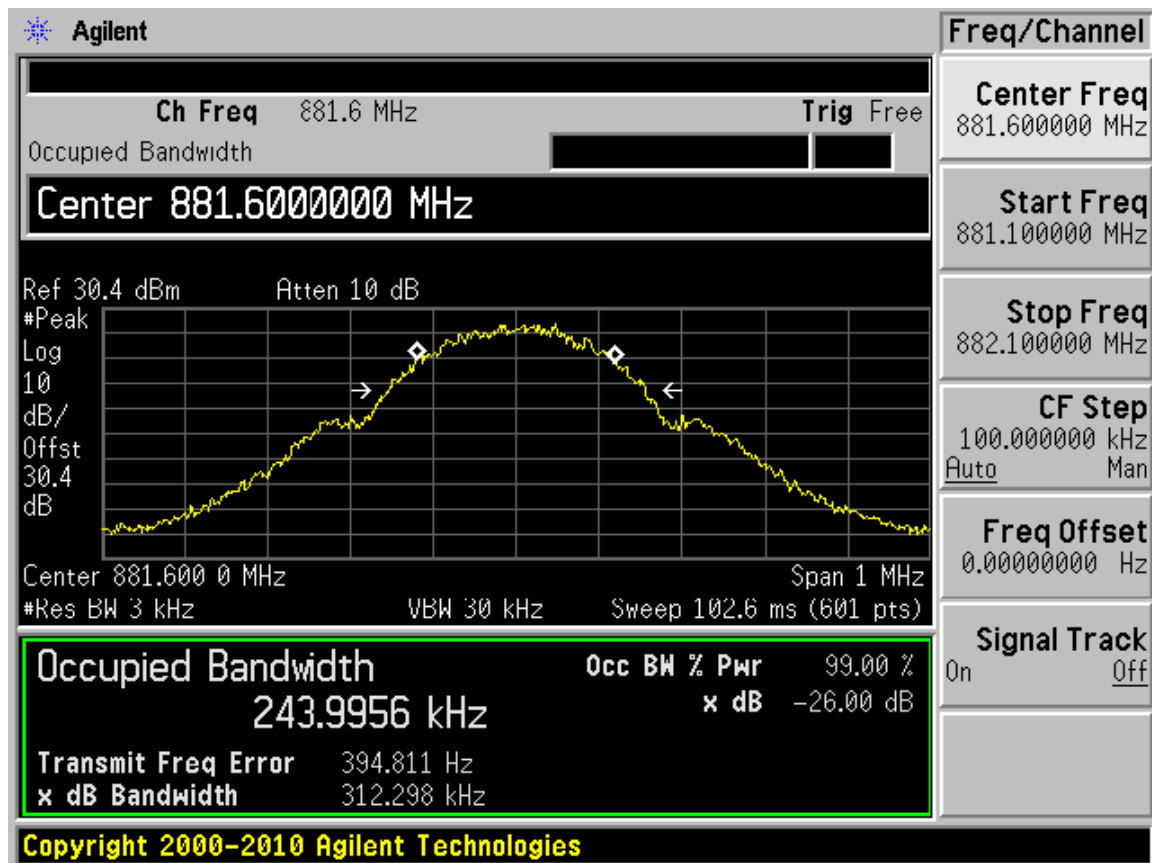 Agilent
Freq/Channel
Ch Freq 881.6 MHz Trig Free
Occupied Bandwidth
Center 881.6000000 MHz
Ref 30.4 dBm Atten 10 dB
#Peak
Log
10
dB/
Offst
30.4
dB
Center 881.600 0 MHz Span 1 MHz
#Res BW 3 kHz VBW 30 kHz Sweep 102.6 ms (601 pts)
Occupied Bandwidth Occ BW % Pwr 99.00 %
243.9956 kHz x dB -26.00 dB
Transmit Freq Error 394.811 Hz
x dB Bandwidth 312.298 kHz
Copyright 2000-2010 Agilent Technologies
Center Freq
881.600000 MHz
Start Freq
881.100000 MHz
Stop Freq
882.100000 MHz
CF Step
100.000000 kHz
Auto Man
Freq Offset
0.00000000 Hz
Signal Track
On Off